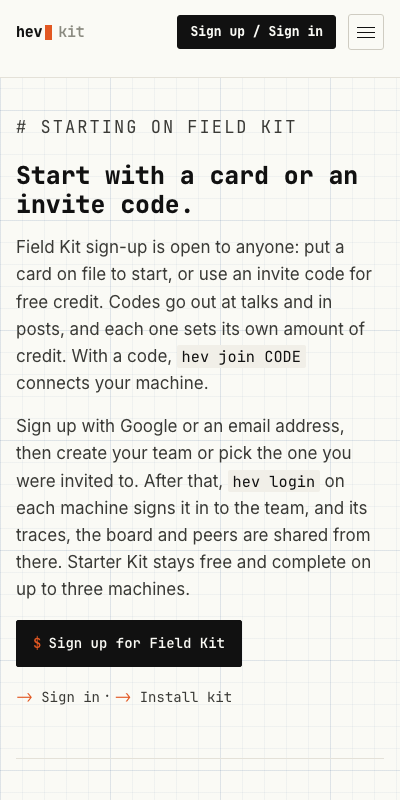 hev kit
Sign up / Sign in
# STARTING ON FIELD KIT
Start with a card or an
invite code.
Field Kit sign-up is open to anyone: put a
card on file to start, or use an invite code for
free credit. Codes go out at talks and in
posts, and each one sets its own amount of
credit. With a code, hev join CODE
connects your machine.
Sign up with Google or an email address,
then create your team or pick the one you
were invited to. After that, hev login on
each machine signs it in to the team, and its
traces, the board and peers are shared from
there. Starter Kit stays free and complete on
up to three machines.
$ Sign up for Field Kit
→ Sign in · → Install kit